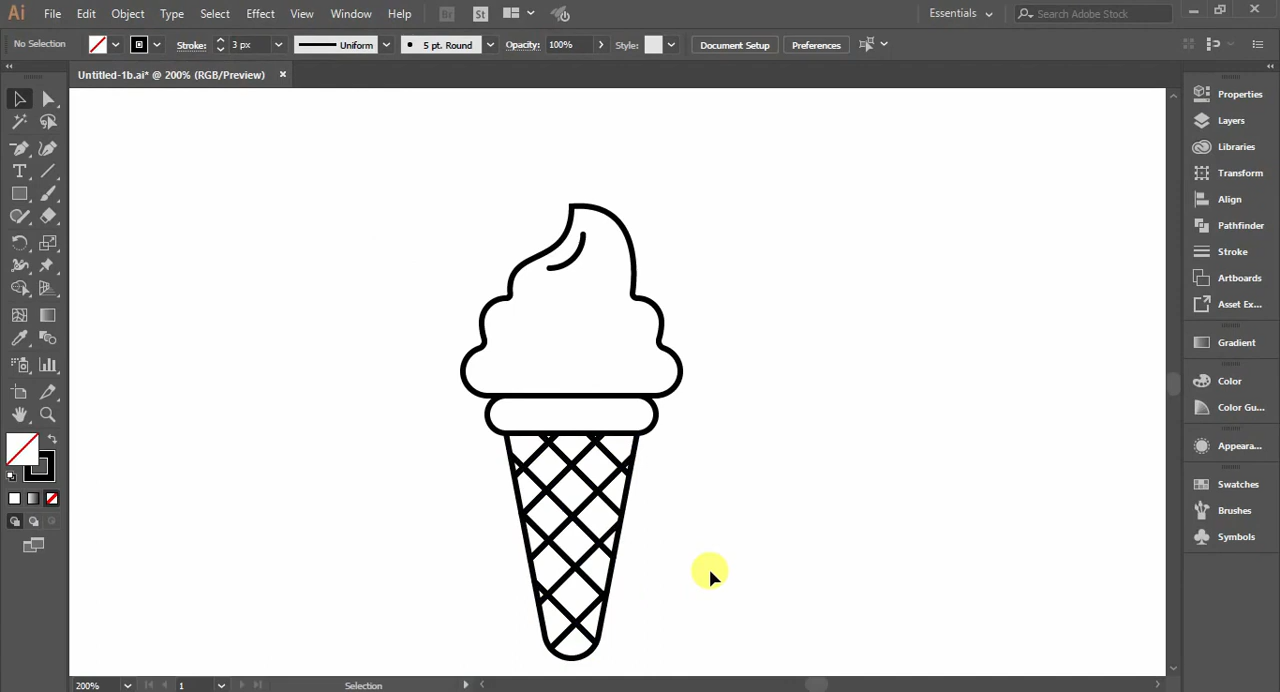 Ai File Edit Object Type Select Effect View Window Help Br St Essentials Search Adobe Stock
No Selection Stroke: 3 px Uniform 5 pt. Round Opacity: 100% Style: Document Setup Preferences
Untitled-1b.ai* @ 200% (RGB/Preview)
Properties
Layers
Libraries
Transform
Align
Pathfinder
Stroke
Artboards
Asset Ex...
Gradient
Color
Color Gu...
Appeara...
Swatches
Brushes
Symbols
200% 1 Selection